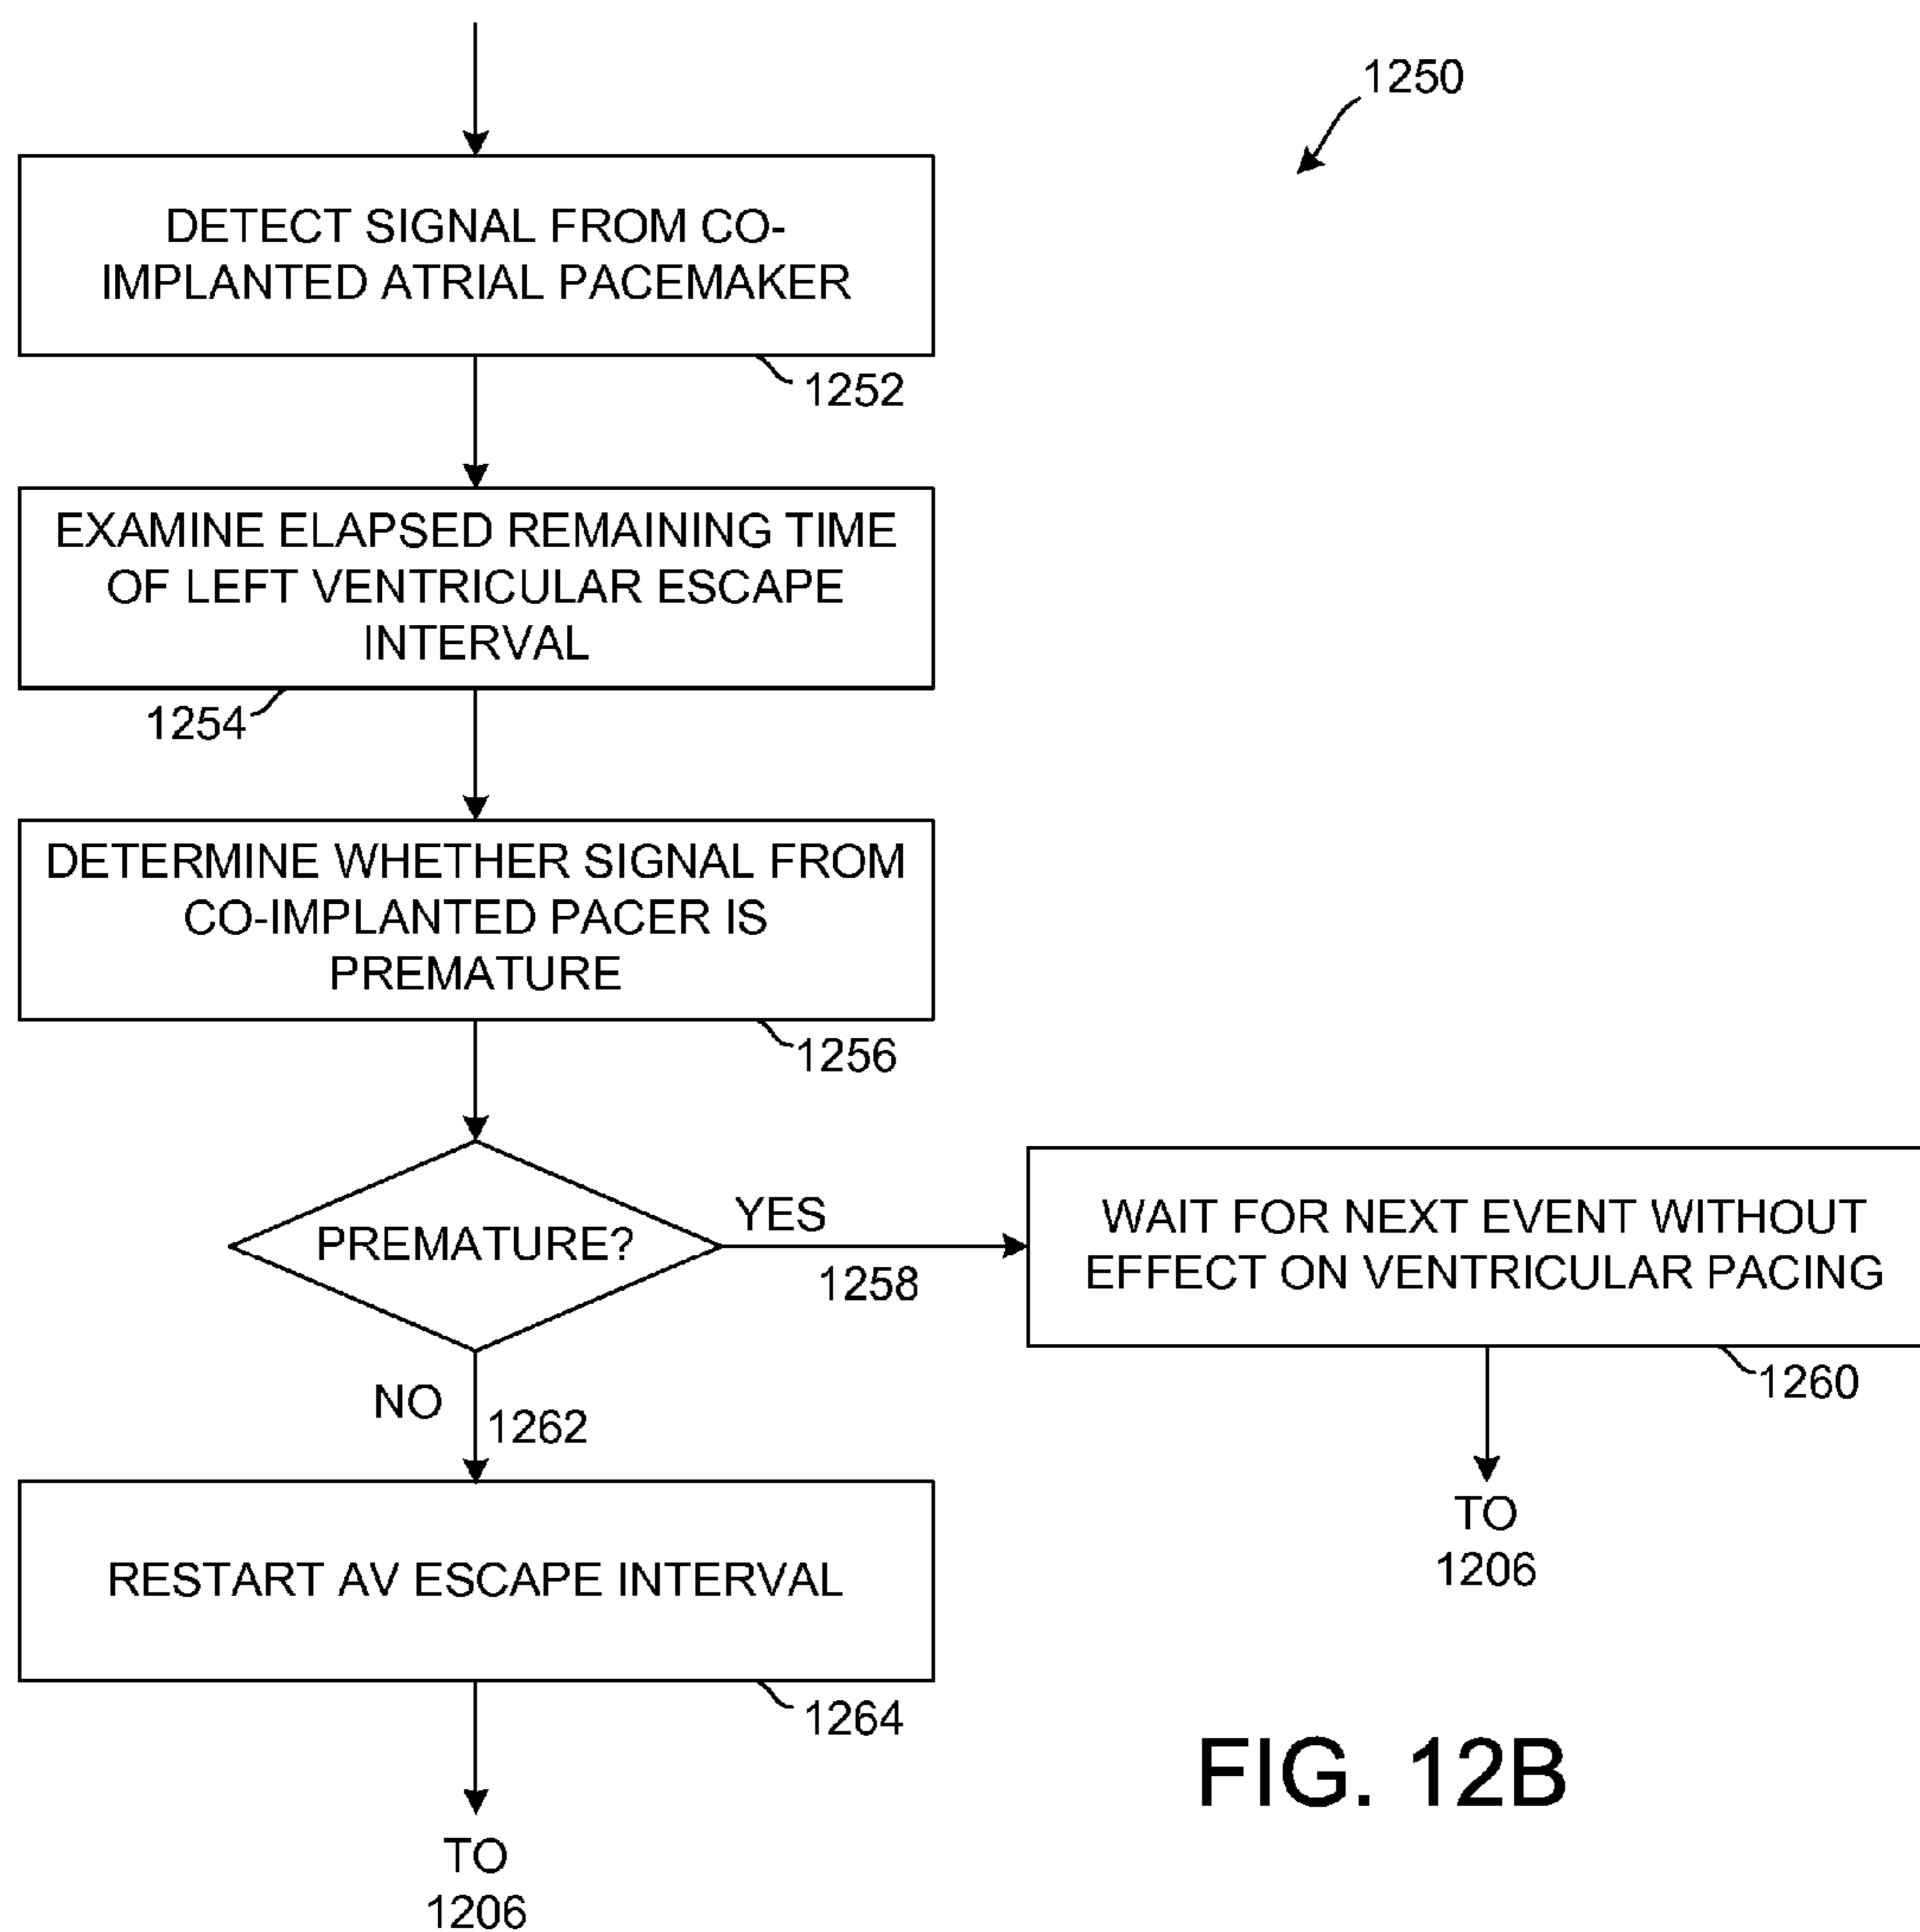 1250
DETECT SIGNAL FROM CO-
IMPLANTED ATRIAL PACEMAKER
1252
EXAMINE ELAPSED REMAINING TIME
OF LEFT VENTRICULAR ESCAPE
INTERVAL
1254
DETERMINE WHETHER SIGNAL FROM
CO-IMPLANTED PACER IS
PREMATURE
1256
PREMATURE?
YES
1258
WAIT FOR NEXT EVENT WITHOUT
EFFECT ON VENTRICULAR PACING
1260
TO
1206
NO
1262
RESTART AV ESCAPE INTERVAL
1264
TO
1206
FIG. 12B